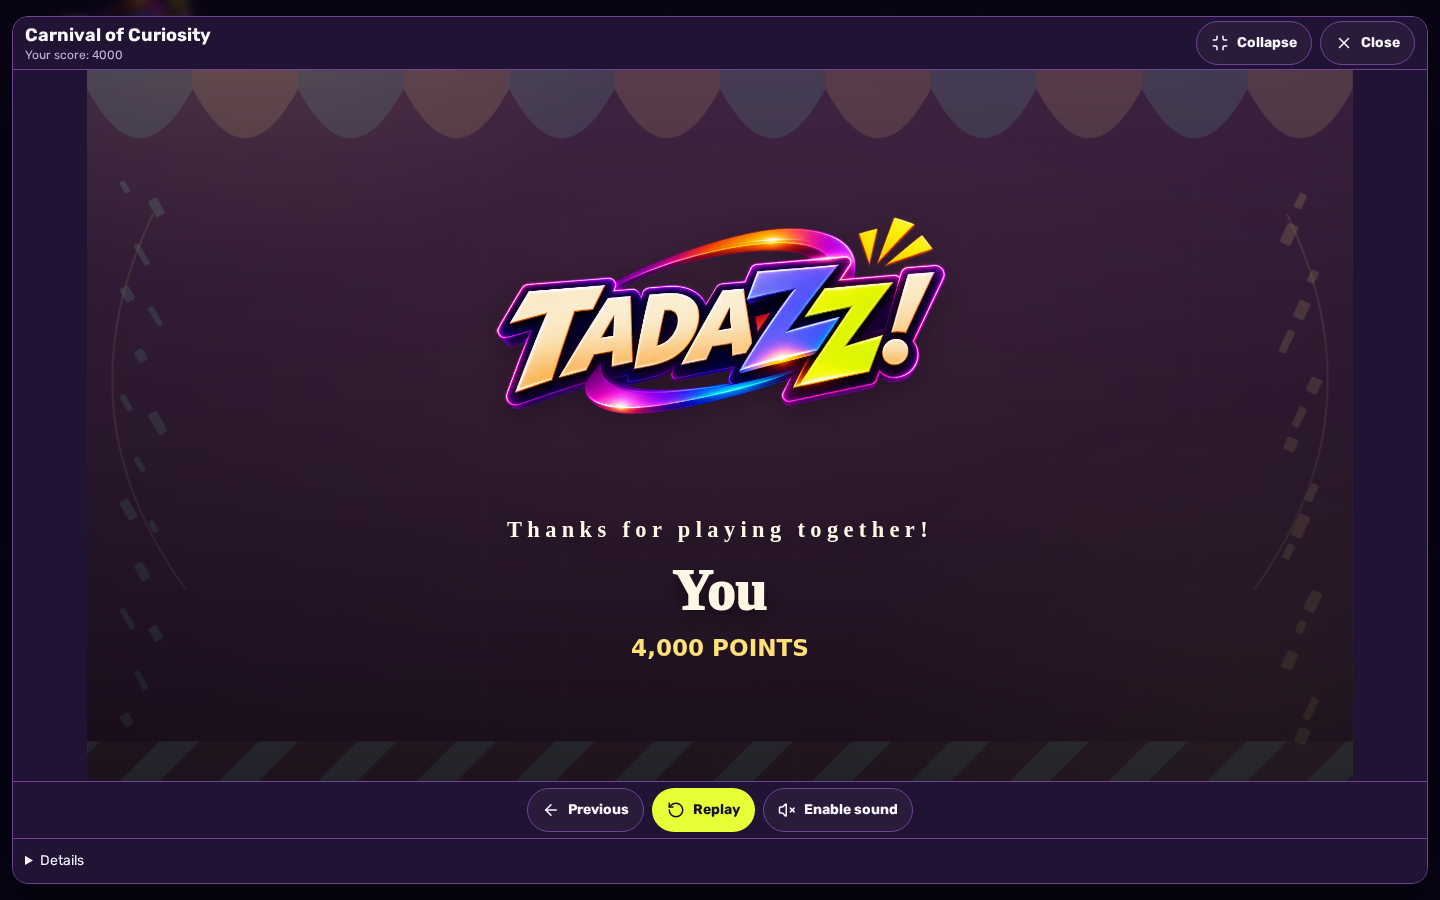 Carnival of Curiosity
Your score: 4000
Collapse
Close
TADAZZ!
Thanks for playing together!
You
4,000 POINTS
Previous
Replay
Enable sound
Details